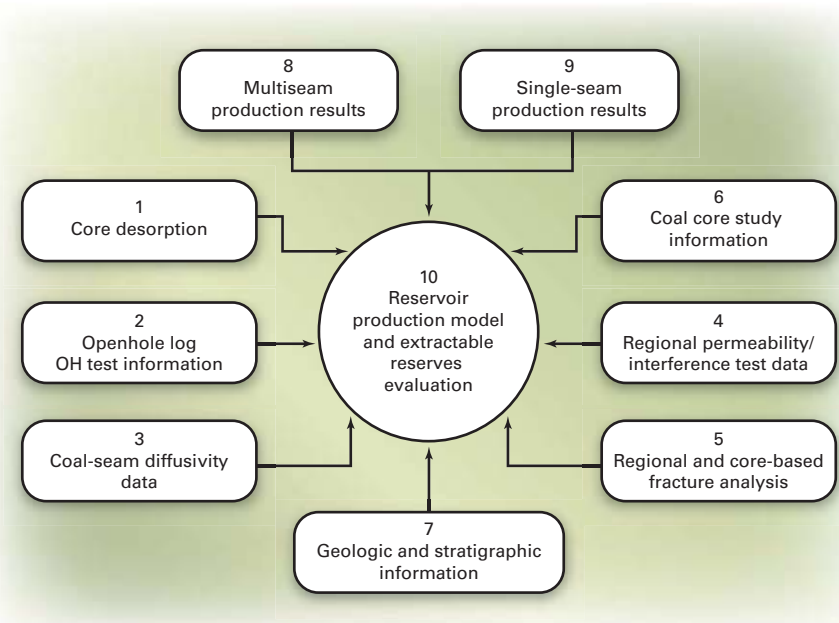 8
Multiseam
production results
9
Single-seam
production results
1
Core desorption
6
Coal core study
information
10
Reservoir
production model
and extractable
reserves
evaluation
2
Openhole log
OH test information
4
Regional permeability/
interference test data
3
Coal-seam diffusivity
data
5
Regional and core-based
fracture analysis
7
Geologic and stratigraphic
information